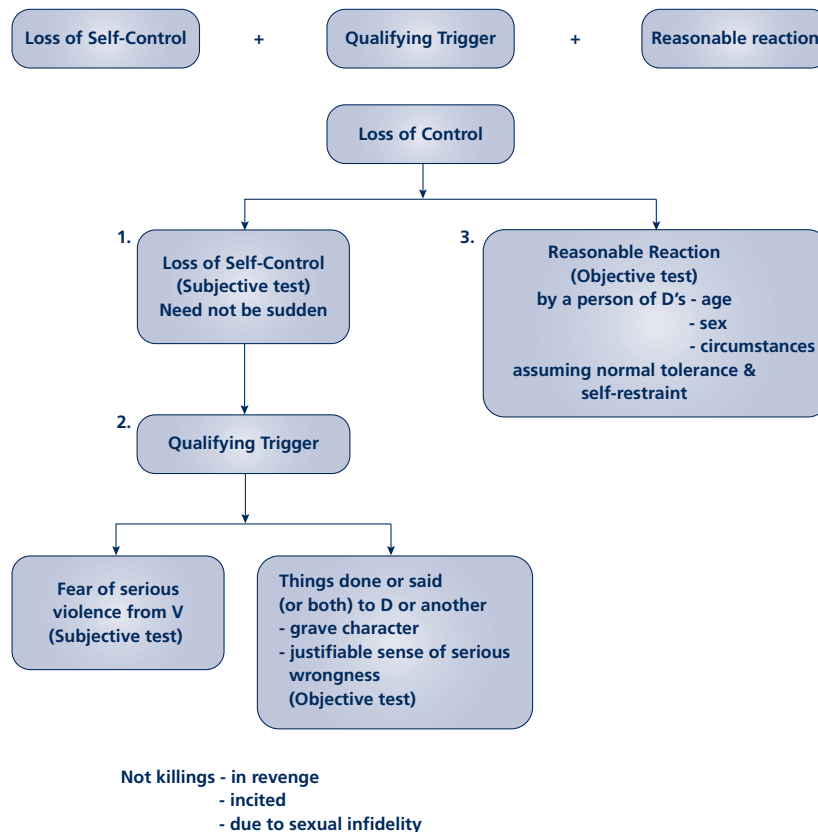 Loss of Self-Control + Qualifying Trigger + Reasonable reaction
Loss of Control
1.
Loss of Self-Control
(Subjective test)
Need not be sudden
3.
Reasonable Reaction
(Objective test)
by a person of D’s - age
- sex
- circumstances
assuming normal tolerance &
self-restraint
2.
Qualifying Trigger
Fear of serious
violence from V
(Subjective test)
Things done or said
(or both) to D or another
- grave character
- justifiable sense of serious
wrongness
(Objective test)
Not killings - in revenge
- incited
- due to sexual infidelity